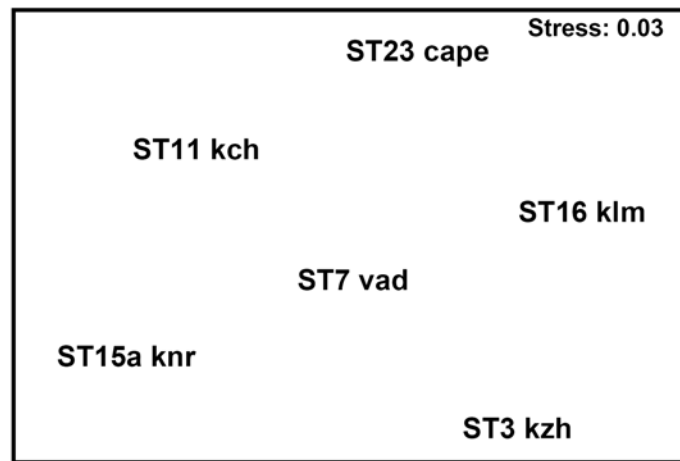 Stress: 0.03
ST23 cape
ST11 kch
ST16 klm
ST7 vad
ST15a knr
ST3 kzh